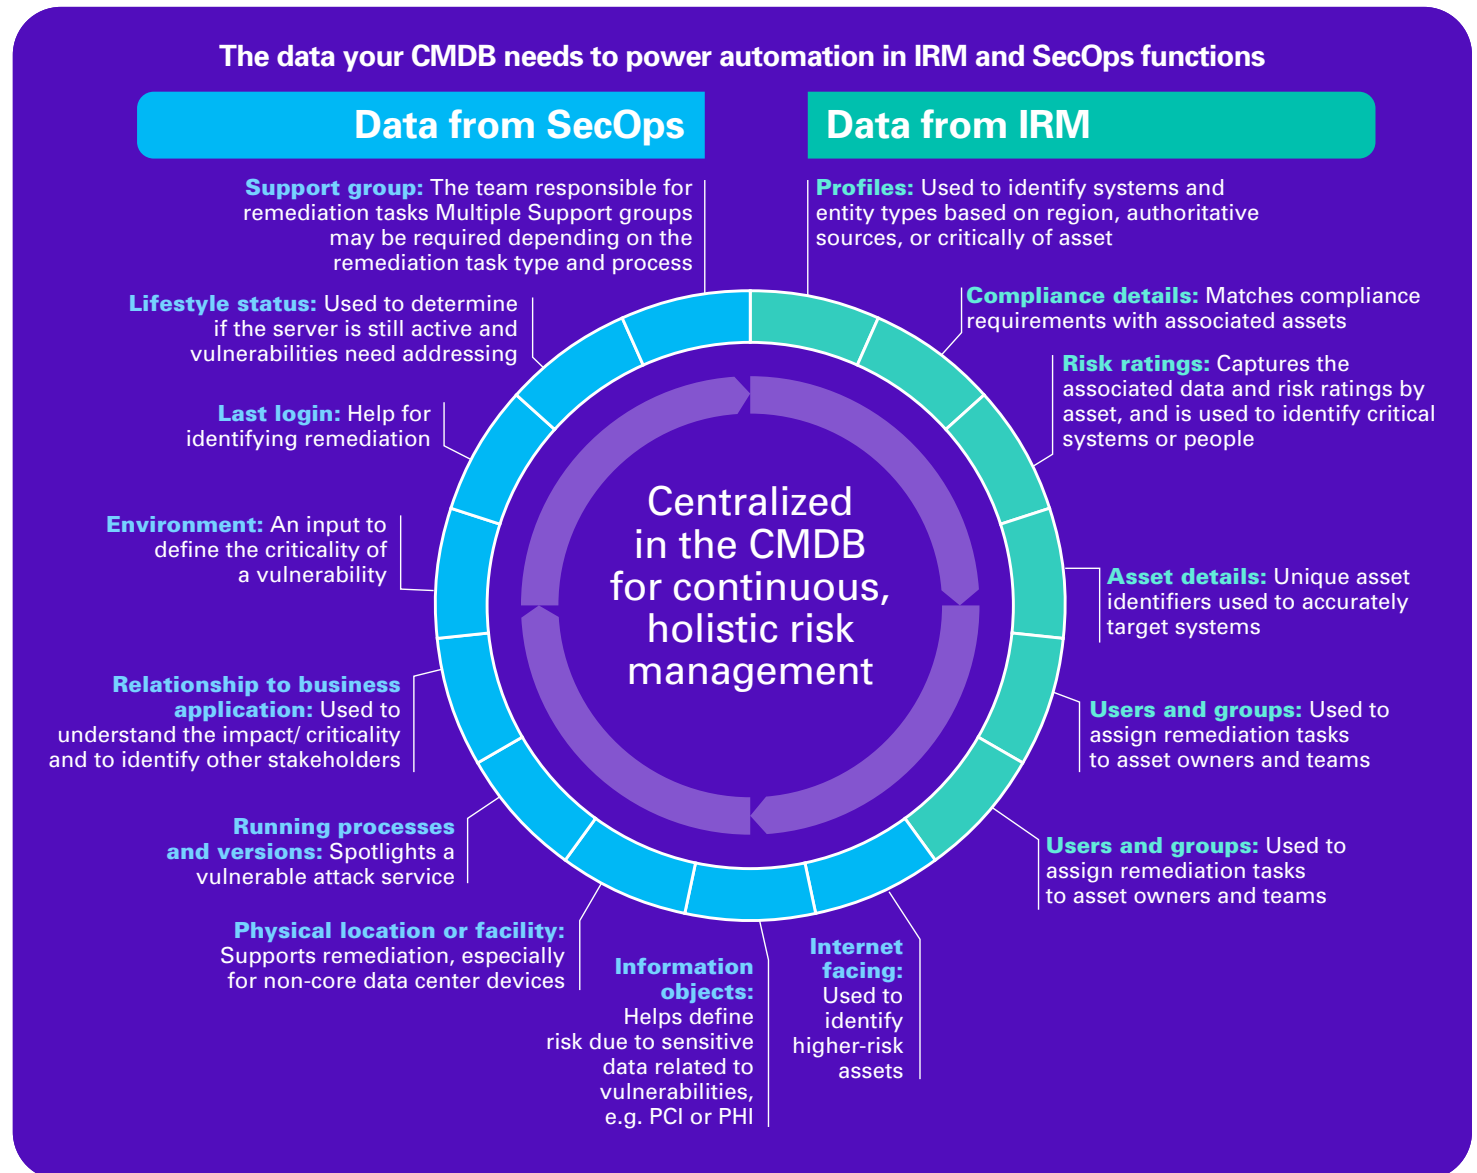 The data your CMDB needs to power automation in IRM and SecOps functions
Data from SecOps
Support group: The team responsible for
remediation tasks Multiple Support groups
may be required depending on the
remediation task type and process
Lifestyle status: Used to determine
if the server is still active and
vulnerabilities need addressing
Last login: Help for
identifying remediation
Environment: An input to
define the criticality of
a vulnerability
Relationship to business
application: Used to
understand the impact/ criticality
and to identify other stakeholders
Running processes
and versions: Spotlights a
vulnerable attack service
Physical location or facility:
Supports remediation, especially
for non-core data center devices
Information
objects:
Helps define
risk due to sensitive
data related to
vulnerabilities,
e.g. PCI or PHI
Internet
facing:
Used to
identify
higher-risk
assets
Data from IRM
Profiles: Used to identify systems and
entity types based on region, authoritative
sources, or critically of asset
Compliance details: Matches compliance
requirements with associated assets
Risk ratings: Captures the
associated data and risk ratings by
asset, and is used to identify critical
systems or people
Asset details: Unique asset
identifiers used to accurately
target systems
Users and groups: Used to
assign remediation tasks
to asset owners and teams
Users and groups: Used to
assign remediation tasks
to asset owners and teams
Centralized
in the CMDB
for continuous,
holistic risk
management